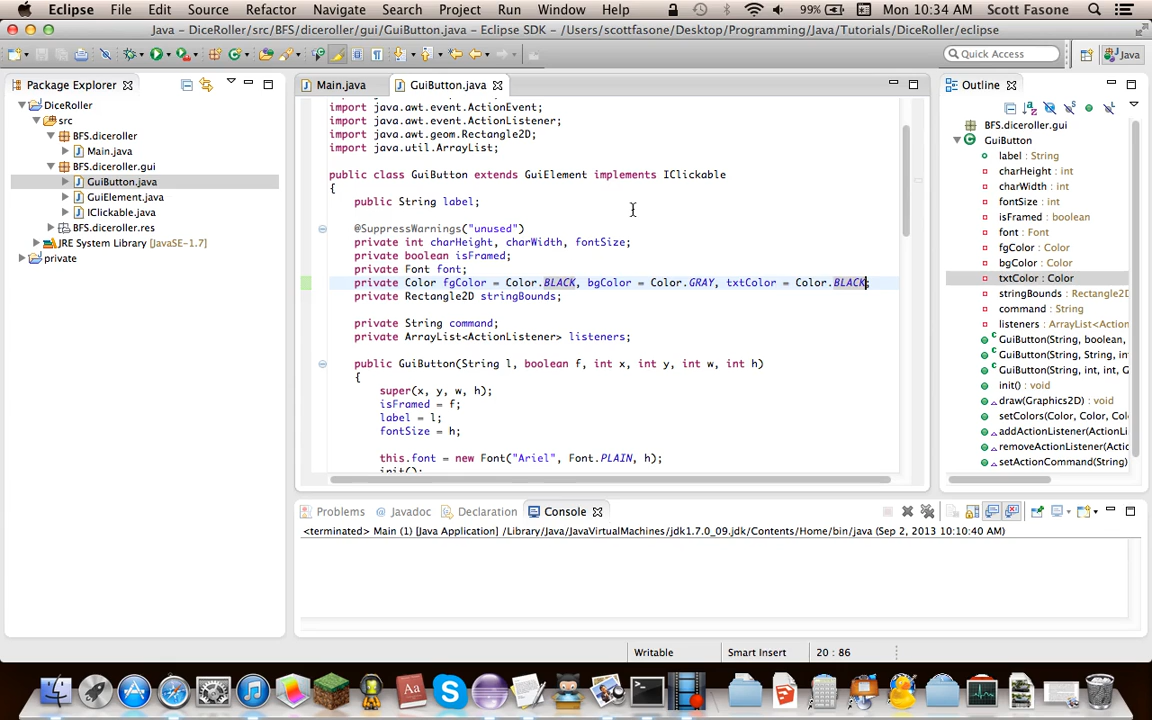 Eclipse File Edit Source Refactor Navigate Search Project Run Window Help 99% Mon 10:34 AM Scott Fasone
Java - DiceRoller/src/BFS/diceroller/gui/GuiButton.java - Eclipse SDK - /Users/scottfasone/Desktop/Programming/Java/Tutorials/DiceRoller/eclipse
Quick Access Java
Package Explorer
DiceRoller
src
BFS.diceroller
Main.java
BFS.diceroller.gui
GuiButton.java
GuiElement.java
IClickable.java
BFS.diceroller.res
JRE System Library [JavaSE-1.7]
private
Main.java GuiButton.java
import java.awt.event.ActionEvent;
import java.awt.event.ActionListener;
import java.awt.geom.Rectangle2D;
import java.util.ArrayList;
public class GuiButton extends GuiElement implements IClickable
{
public String label;
@SuppressWarnings("unused")
private int charHeight, charWidth, fontSize;
private boolean isFramed;
private Font font;
private Color fgColor = Color.BLACK, bgColor = Color.GRAY, txtColor = Color.BLACK;
private Rectangle2D stringBounds;
private String command;
private ArrayList<ActionListener> listeners;
public GuiButton(String l, boolean f, int x, int y, int w, int h)
{
super(x, y, w, h);
isFramed = f;
label = l;
fontSize = h;
this.font = new Font("Ariel", Font.PLAIN, h);
init();
Outline
BFS.diceroller.gui
GuiButton
label : String
charHeight : int
charWidth : int
fontSize : int
isFramed : boolean
font : Font
fgColor : Color
bgColor : Color
txtColor : Color
stringBounds : Rectangle2D
command : String
listeners : ArrayList<Action
GuiButton(String, boolean,
GuiButton(String, String, int
GuiButton(String, int, int, G
init() : void
draw(Graphics2D) : void
setColors(Color, Color, Col
addActionListener(ActionLi
removeActionListener(Acti
setActionCommand(String)
Problems Javadoc Declaration Console
<terminated> Main (1) [Java Application] /Library/Java/JavaVirtualMachines/jdk1.7.0_09.jdk/Contents/Home/bin/java (Sep 2, 2013 10:10:40 AM)
Writable Smart Insert 20 : 86